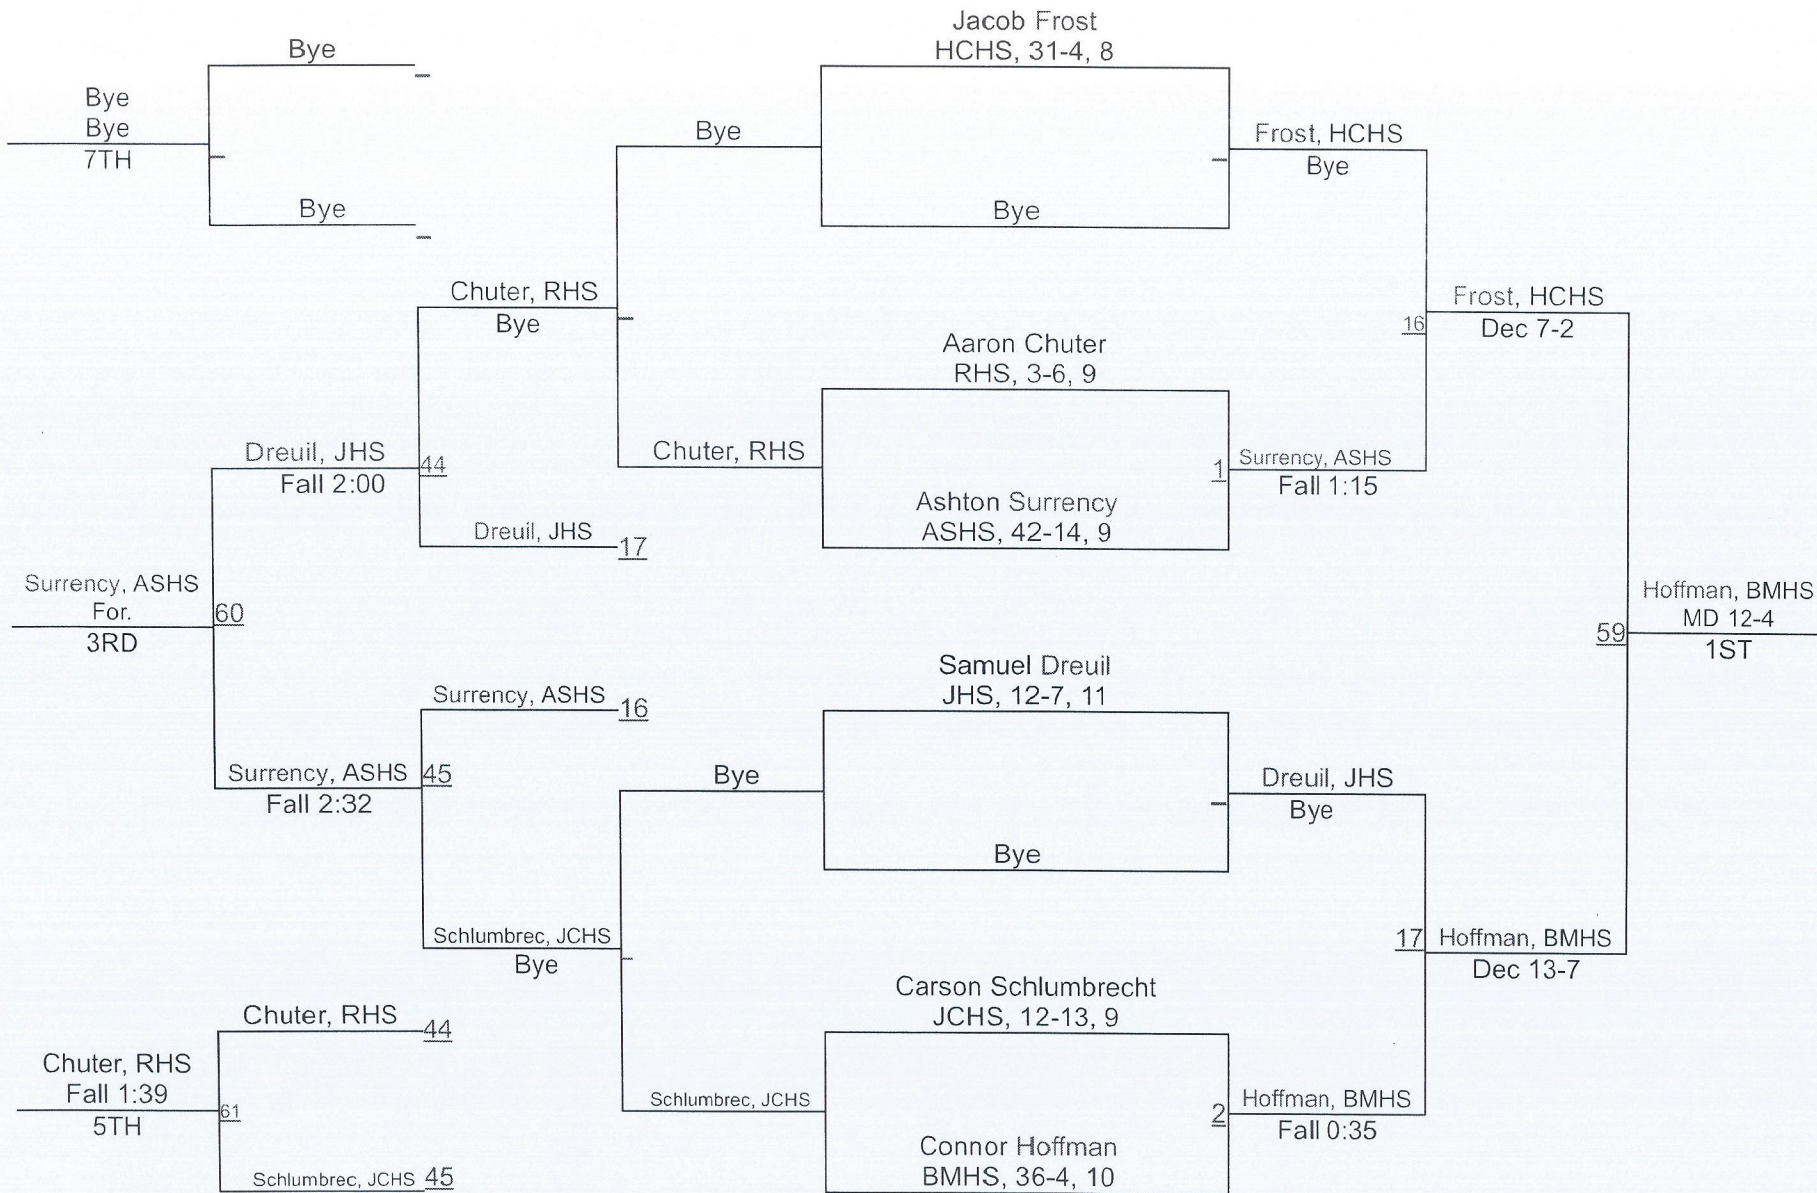 Bye
Bye
Bye
7TH
Bye
Chuter, RHS
Bye
Dreuil, JHS
Fall 2:00
44
Dreuil, JHS
17
Surrency, ASHS
For.
3RD
60
Surrency, ASHS
16
Surrency, ASHS
Fall 2:32
45
Schlumbrec, JCHS
Bye
Chuter, RHS
44
Chuter, RHS
Fall 1:39
5TH
61
Schlumbrec, JCHS
45
Bye
Chuter, RHS
Bye
Schlumbrec, JCHS
Jacob Frost
HCHS, 31-4, 8
Bye
Aaron Chuter
RHS, 3-6, 9
Ashton Surrency
ASHS, 42-14, 9
1
Samuel Dreuil
JHS, 12-7, 11
Bye
Carson Schlumbrecht
JCHS, 12-13, 9
Connor Hoffman
BMHS, 36-4, 10
2
Frost, HCHS
Bye
Surrency, ASHS
Fall 1:15
16
Dreuil, JHS
Bye
Hoffman, BMHS
Fall 0:35
17
Frost, HCHS
Dec 7-2
Hoffman, BMHS
Dec 13-7
59
Hoffman, BMHS
MD 12-4
1ST